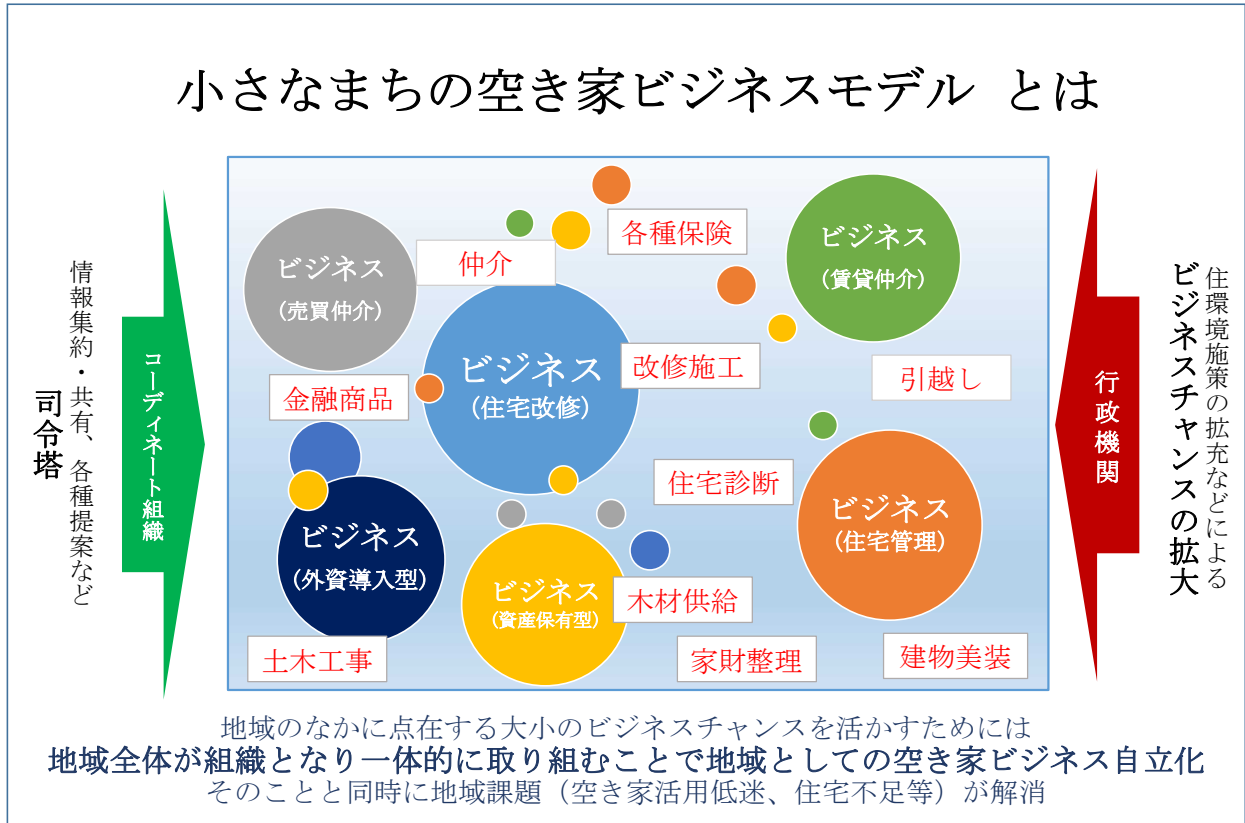 小さなまちの空き家ビジネスモデル とは
情報集約・共有、各種提案など
司令塔
コーディネート組織
ビジネス
(売買仲介)
仲介
各種保険
ビジネス
(賃貸仲介)
ビジネス
(住宅改修)
改修施工
引越し
金融商品
住宅診断
ビジネス
(外資導入型)
ビジネス
(資産保有型)
ビジネス
(住宅管理)
木材供給
土木工事
家財整理
建物美装
行政機関
住環境施策の拡充などによる
ビジネスチャンスの拡大
地域のなかに点在する大小のビジネスチャンスを活かすためには
地域全体が組織となり一体的に取り組むことで地域としての空き家ビジネス自立化
そのことと同時に地域課題（空き家活用低迷、住宅不足等）が解消